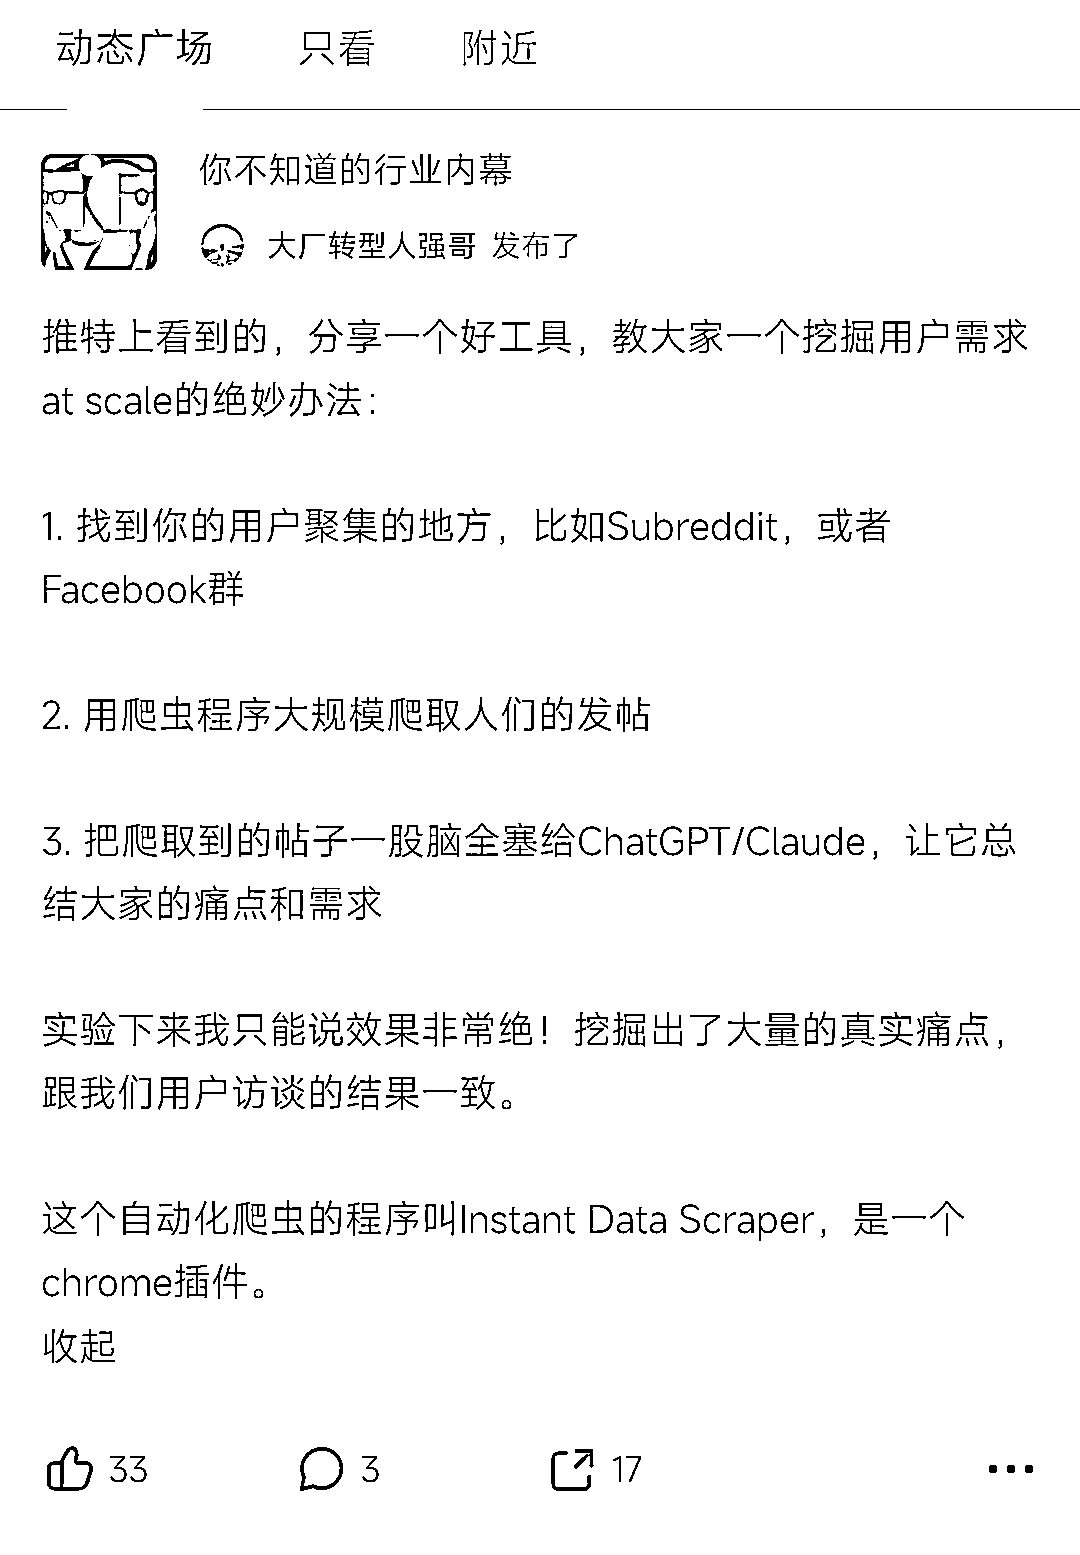 动态广场 只看 附近
你不知道的行业内幕
大厂转型人强哥 发布了
推特上看到的，分享一个好工具，教大家一个挖掘用户需求
at scale的绝妙办法：
1. 找到你的用户聚集的地方，比如Subreddit，或者
Facebook群
2. 用爬虫程序大规模爬取人们的发帖
3. 把爬取到的帖子一股脑全塞给ChatGPT/Claude，让它总
结大家的痛点和需求
实验下来我只能说效果非常绝！挖掘出了大量的真实痛点，
跟我们用户访谈的结果一致。
这个自动化爬虫的程序叫Instant Data Scraper，是一个
chrome插件。
收起
33 3 17